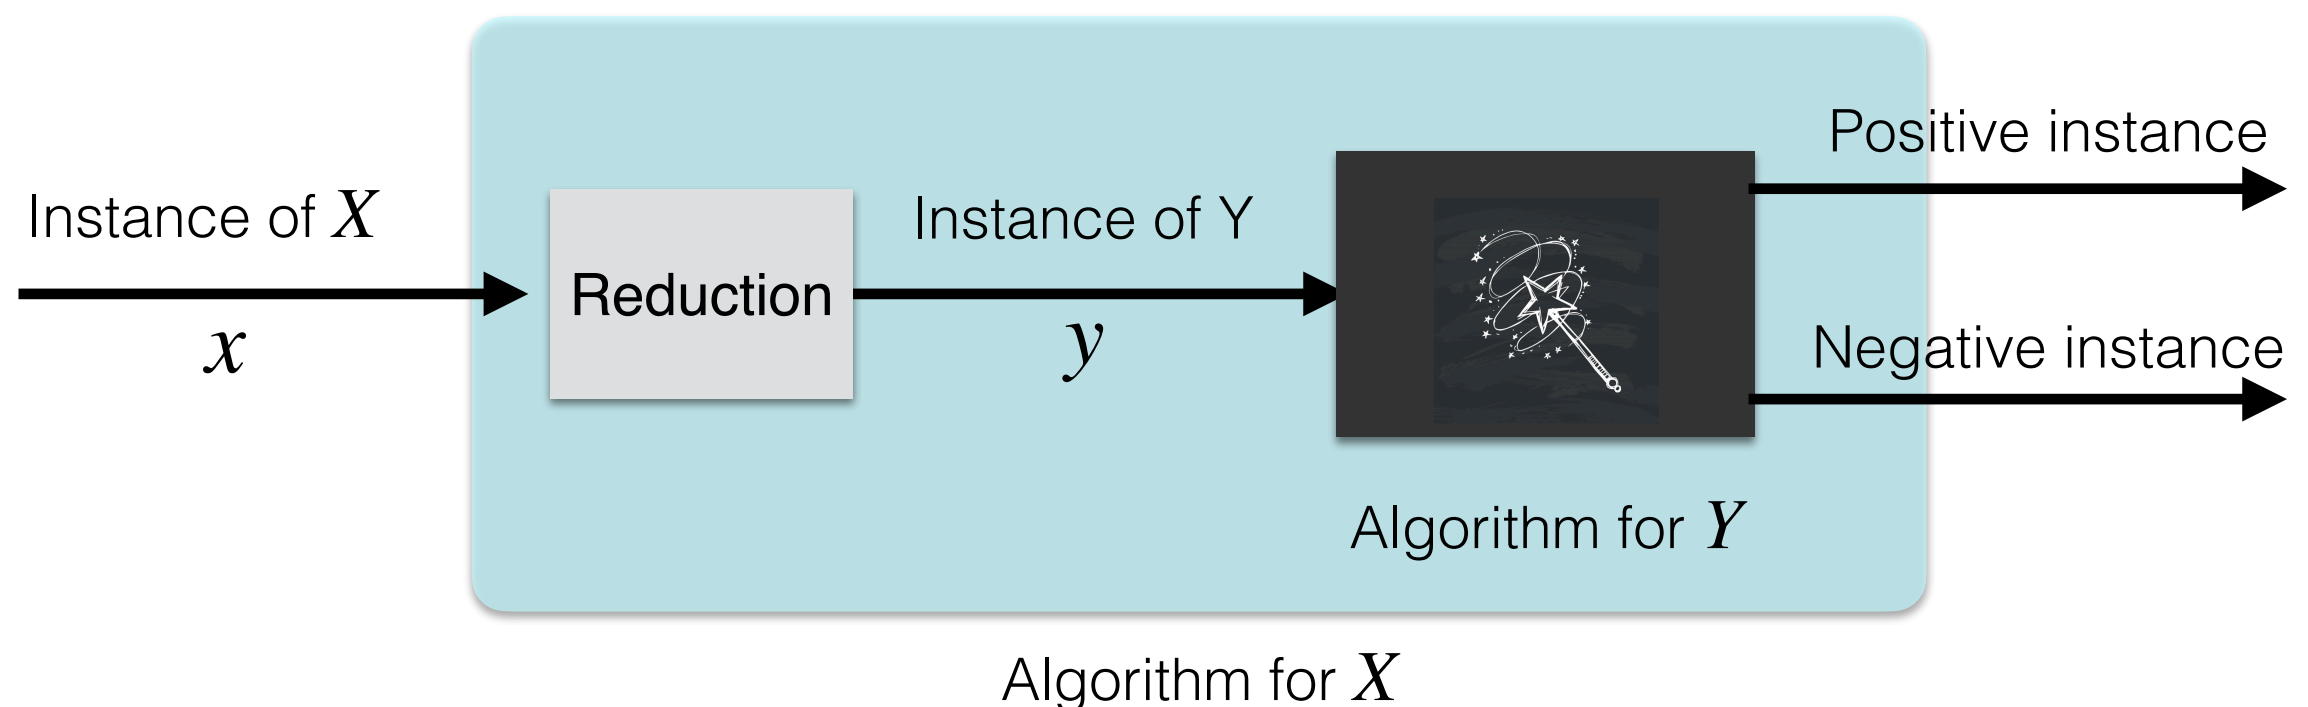 Instance of X
x
Reduction
Instance of Y
y
Positive instance
Negative instance
Algorithm for Y
Algorithm for X